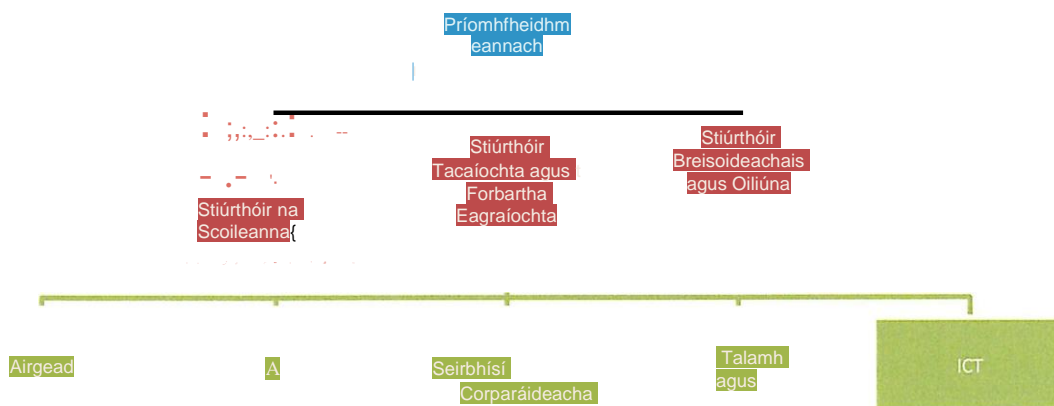 Príomhfheidhm
eannach
Stiúrthóir na
Scoileanna{
Stiúrthóir
Tacaíochta agus
Forbartha
Eagraíochta
Stiúrthóir
Breisoideachais
agus Oiliúna
Airgead
A
Seirbhísí
Corparáideacha
Talamh
agus
ICT